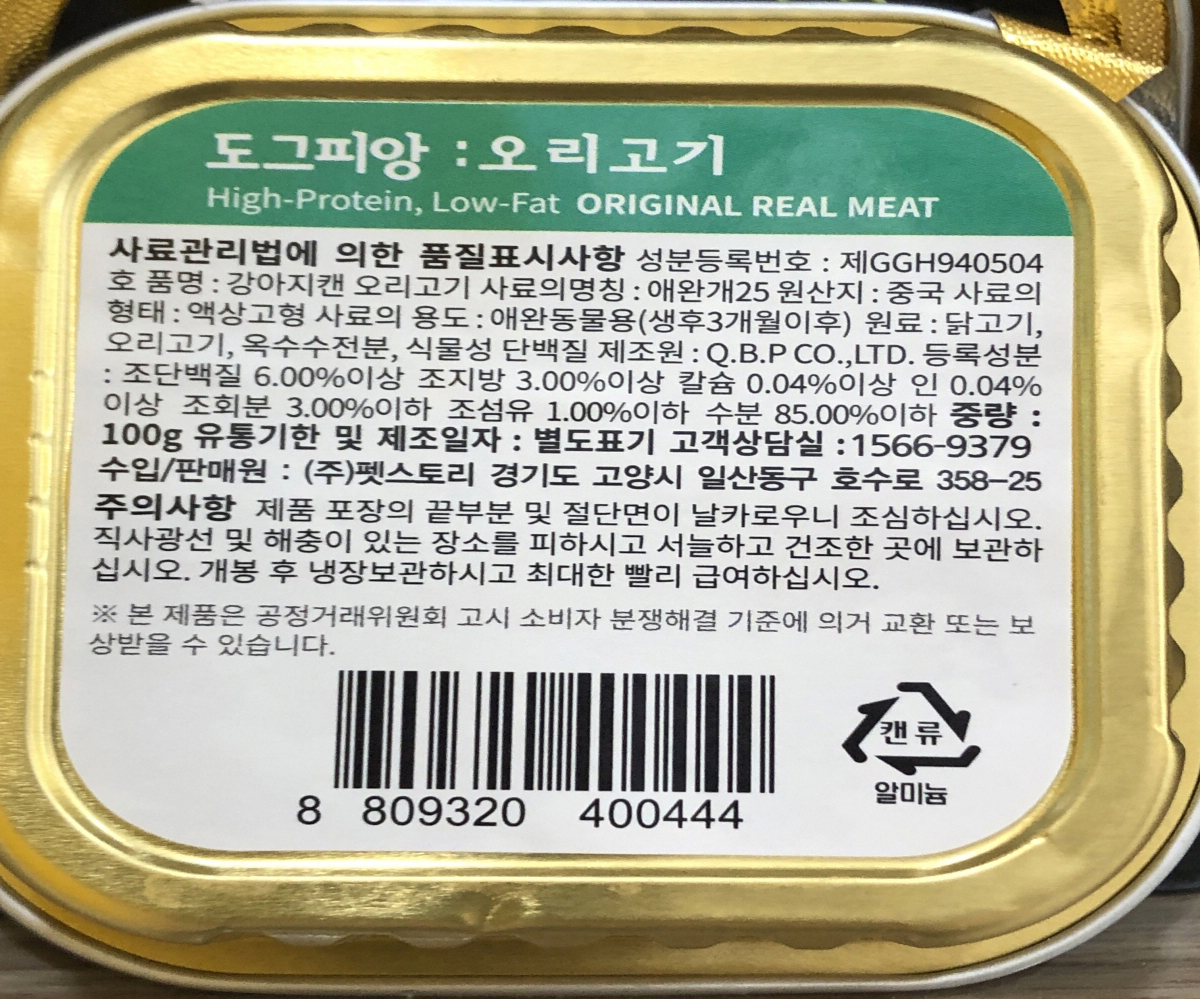 도그피앙 : 오리고기
High-Protein, Low-Fat ORIGINAL REAL MEAT
사료관리법에 의한 품질표시사항 성분등록번호 : 제GGH940504
호 품명 : 강아지캔 오리고기 사료의명칭 : 애완개25 원산지 : 중국 사료의
형태 : 액상고형 사료의 용도 : 애완동물용(생후3개월이후) 원료 : 닭고기,
오리고기, 옥수수전분, 식물성 단백질 제조원 : Q.B.P CO.,LTD. 등록성분
: 조단백질 6.00%이상 조지방 3.00%이상 칼슘 0.04%이상 인 0.04%
이상 조회분 3.00%이하 조섬유 1.00%이하 수분 85.00%이하 중량 :
100g 유통기한 및 제조일자 : 별도표기 고객상담실 :1566-9379
수입/판매원 : (주)펫스토리 경기도 고양시 일산동구 호수로 358-25
주의사항 제품 포장의 끝부분 및 절단면이 날카로우니 조심하십시오.
직사광선 및 해충이 있는 장소를 피하시고 서늘하고 건조한 곳에 보관하
십시오. 개봉 후 냉장보관하시고 최대한 빨리 급여하십시오.
※ 본 제품은 공정거래위원회 고시 소비자 분쟁해결 기준에 의거 교환 또는 보
상받을 수 있습니다.
캔류
알미늄
8 809320 400444